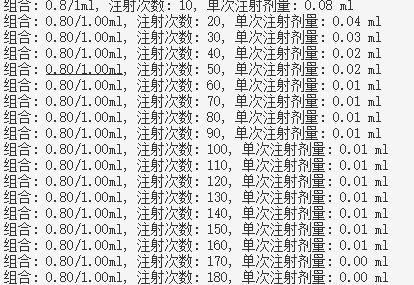 组合: 0.8/1ml, 注射次数: 10, 单次注射剂量: 0.08 ml
组合: 0.80/1.00ml, 注射次数: 20, 单次注射剂量: 0.04 ml
组合: 0.80/1.00ml, 注射次数: 30, 单次注射剂量: 0.03 ml
组合: 0.80/1.00ml, 注射次数: 40, 单次注射剂量: 0.02 ml
组合: 0.80/1.00ml, 注射次数: 50, 单次注射剂量: 0.02 ml
组合: 0.80/1.00ml, 注射次数: 60, 单次注射剂量: 0.01 ml
组合: 0.80/1.00ml, 注射次数: 70, 单次注射剂量: 0.01 ml
组合: 0.80/1.00ml, 注射次数: 80, 单次注射剂量: 0.01 ml
组合: 0.80/1.00ml, 注射次数: 90, 单次注射剂量: 0.01 ml
组合: 0.80/1.00ml, 注射次数: 100, 单次注射剂量: 0.01 ml
组合: 0.80/1.00ml, 注射次数: 110, 单次注射剂量: 0.01 ml
组合: 0.80/1.00ml, 注射次数: 120, 单次注射剂量: 0.01 ml
组合: 0.80/1.00ml, 注射次数: 130, 单次注射剂量: 0.01 ml
组合: 0.80/1.00ml, 注射次数: 140, 单次注射剂量: 0.01 ml
组合: 0.80/1.00ml, 注射次数: 150, 单次注射剂量: 0.01 ml
组合: 0.80/1.00ml, 注射次数: 160, 单次注射剂量: 0.01 ml
组合: 0.80/1.00ml, 注射次数: 170, 单次注射剂量: 0.00 ml
组合: 0.80/1.00ml, 注射次数: 180, 单次注射剂量: 0.00 ml